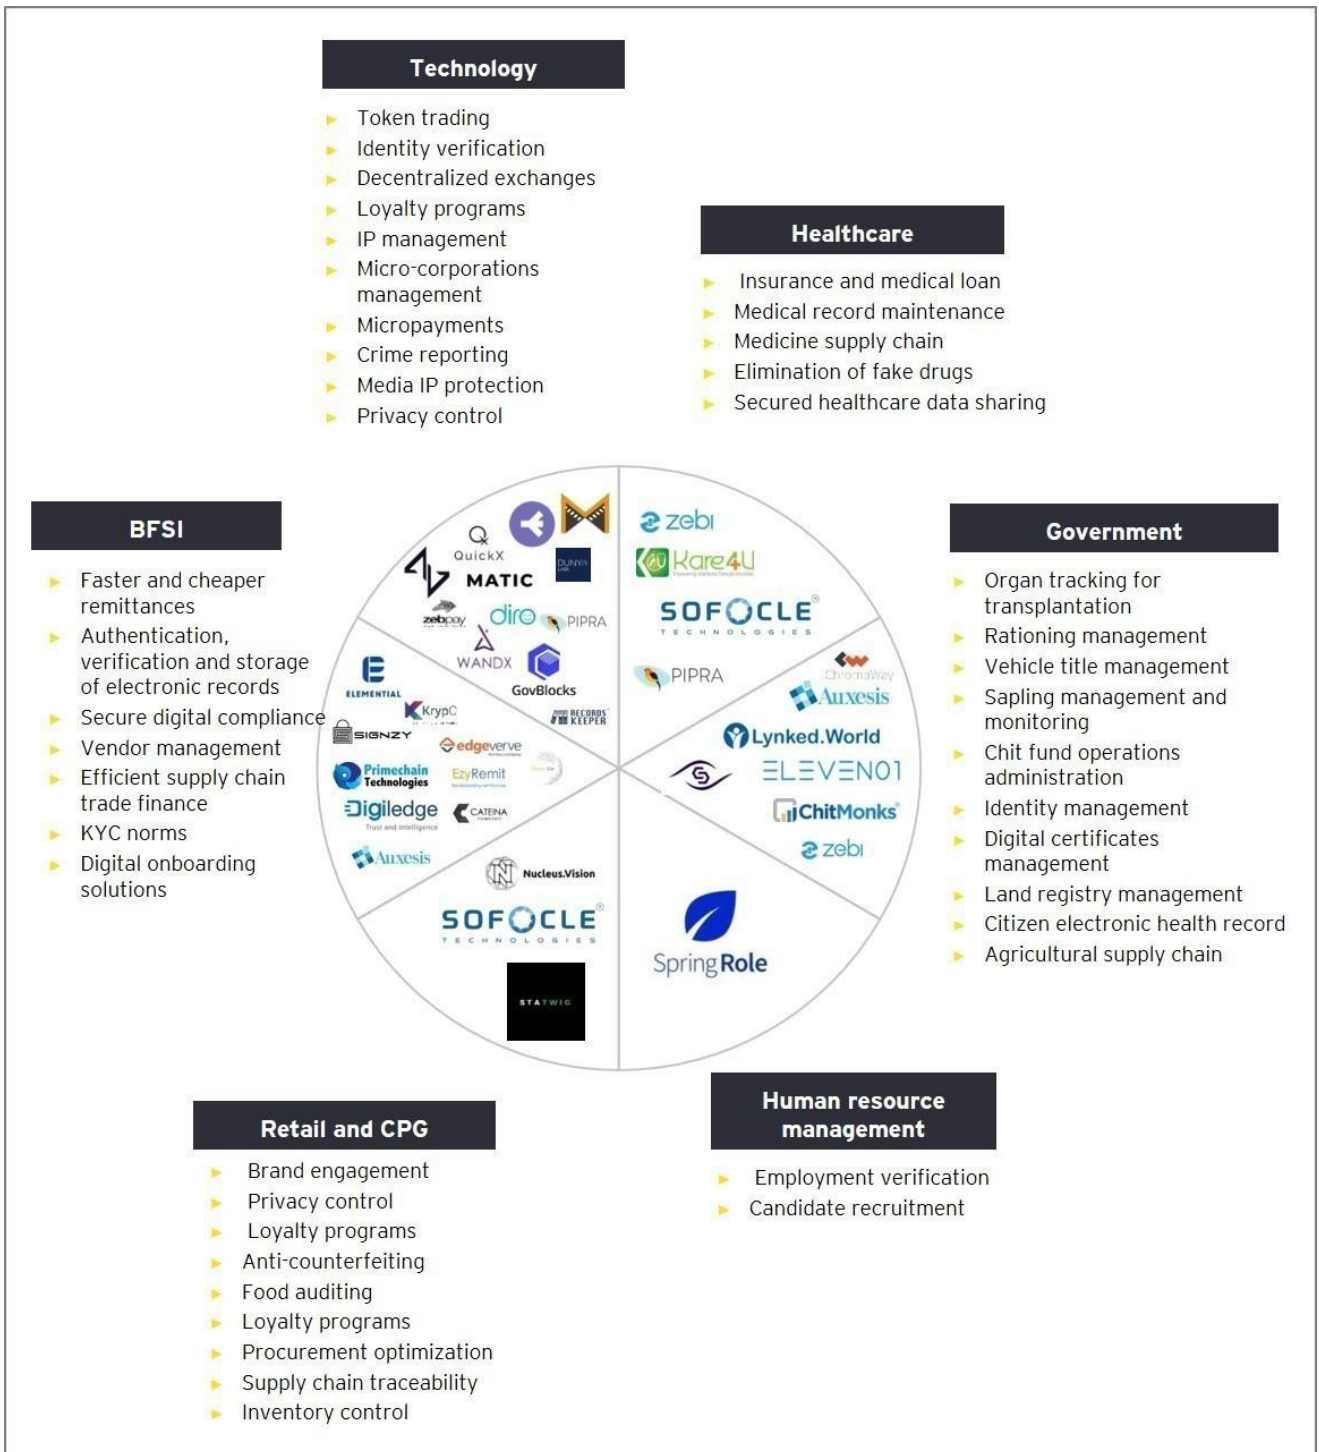 Technology
Token trading
Identity verification
Decentralized exchanges
Loyalty programs
IP management
Micro-corporations
management
Micropayments
Crime reporting
Media IP protection
Privacy control
Healthcare
Insurance and medical loan
Medical record maintenance
Medicine supply chain
Elimination of fake drugs
Secured healthcare data sharing
BFSI
Faster and cheaper
remittances
Authentication,
verification and storage
of electronic records
Secure digital compliance
Vendor management
Efficient supply chain
trade finance
KYC norms
Digital onboarding
solutions
Government
Organ tracking for
transplantation
Rationing management
Vehicle title management
Sapling management and
monitoring
Chit fund operations
administration
Identity management
Digital certificates
management
Land registry management
Citizen electronic health record
Agricultural supply chain
QuickX
MATIC
DUNYA
LABS
zebpay
diro
PIPRA
WANDX
GovBlocks
RECORDS
KEEPER
zebi
Kare4U
SOFOCLE®
TECHNOLOGIES
PIPRA
ELEMENTIAL
KrypC
SIGNZY
edgeverve
Primechain
Technologies
EzyRemit
Digiledge
Trust and intelligence
CATEINA
Auxesis
ChromaWay
Auxesis
Lynked.World
ELEVEN01
ChitMonks
zebi
Nucleus.Vision
SOFOCLE®
TECHNOLOGIES
STATWIG
SpringRole
Retail and CPG
Brand engagement
Privacy control
Loyalty programs
Anti-counterfeiting
Food auditing
Loyalty programs
Procurement optimization
Supply chain traceability
Inventory control
Human resource
management
Employment verification
Candidate recruitment